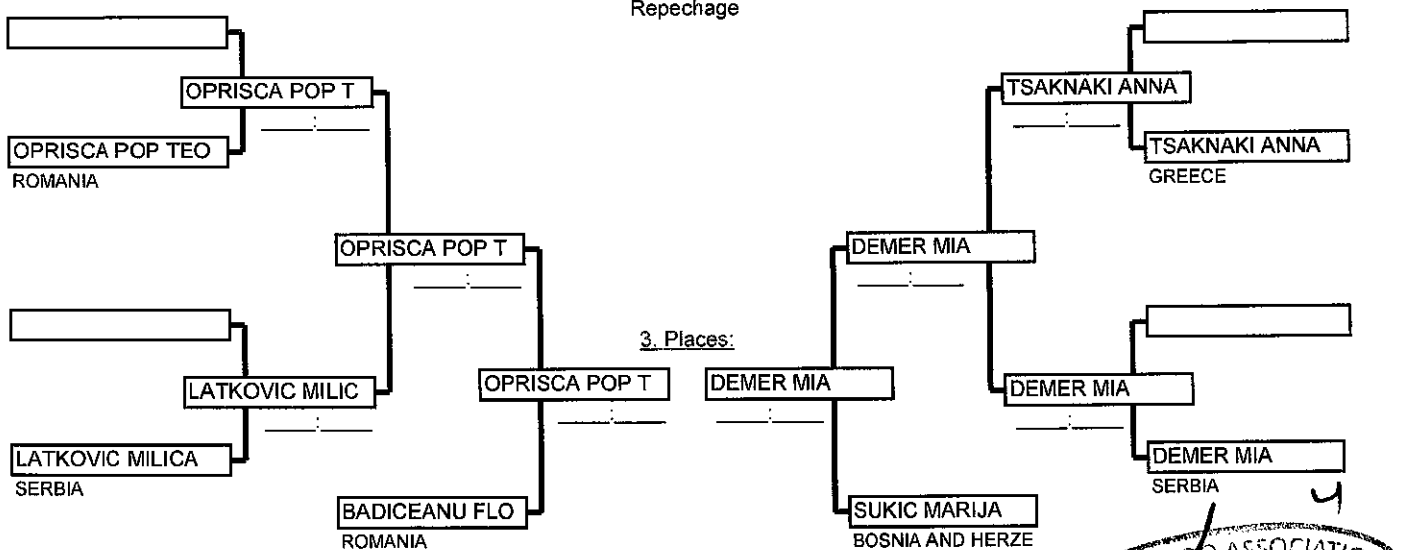 Repechage
OPRISCA POP T
TSAKNAKI ANNA
OPRISCA POP TEO
ROMANIA
TSAKNAKI ANNA
GREECE
OPRISCA POP T
DEMER MIA
3. Places:
LATKOVIC MILIC
OPRISCA POP T
DEMER MIA
DEMER MIA
LATKOVIC MILICA
SERBIA
DEMER MIA
SERBIA
BADICEANU FLO
ROMANIA
SUKIC MARIJA
BOSNIA AND HERZE